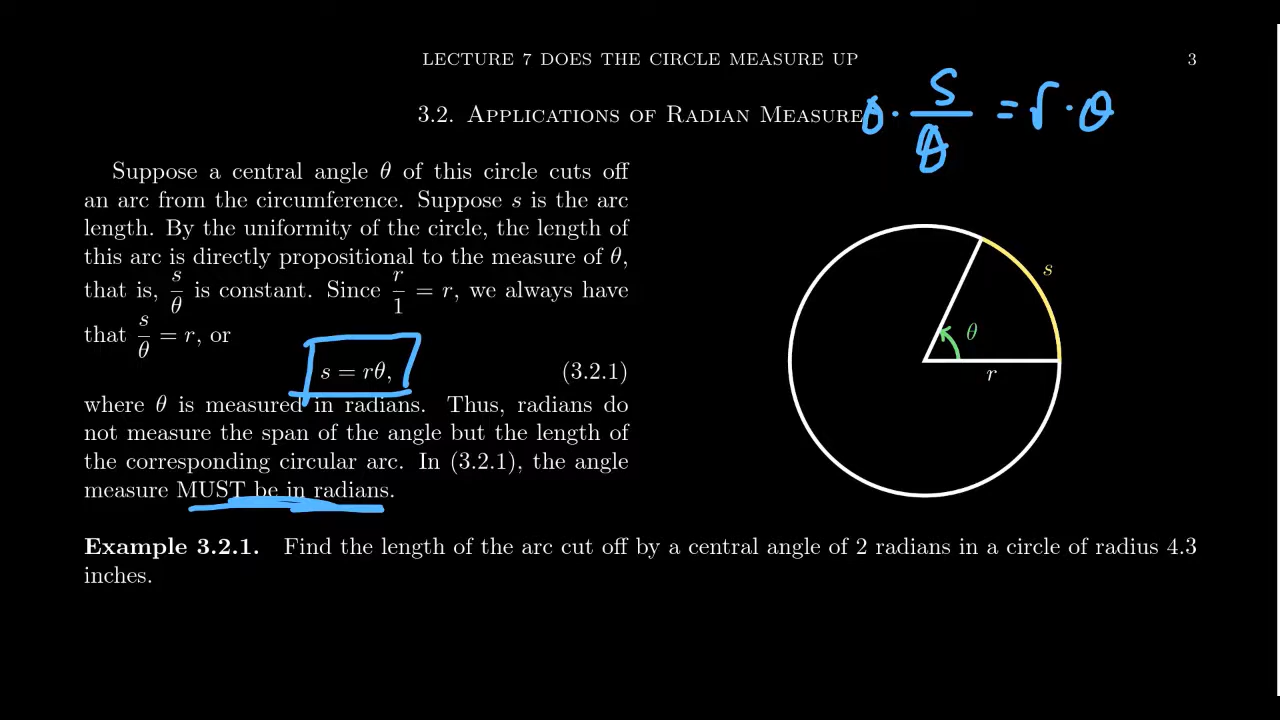 LECTURE 7 DOES THE CIRCLE MEASURE UP 3
3.2. Applications of Radian Measure
θ · s/θ = r · θ
Suppose a central angle θ of this circle cuts off
an arc from the circumference. Suppose s is the arc
length. By the uniformity of the circle, the length of
this arc is directly propositional to the measure of θ,
that is, s/θ is constant. Since r/1 = r, we always have
that s/θ = r, or
s = rθ, (3.2.1)
where θ is measured in radians. Thus, radians do
not measure the span of the angle but the length of
the corresponding circular arc. In (3.2.1), the angle
measure MUST be in radians.
s
θ
r
Example 3.2.1. Find the length of the arc cut off by a central angle of 2 radians in a circle of radius 4.3
inches.